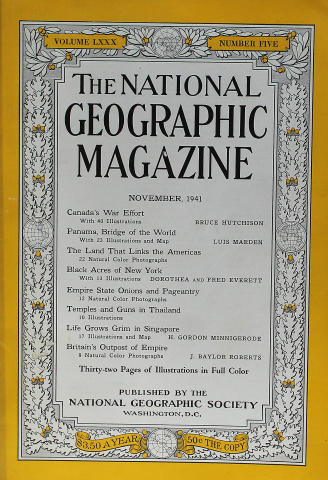 VOLUME LXXX NUMBER FIVE
THE NATIONAL
GEOGRAPHIC
MAGAZINE
NOVEMBER, 1941
Canada's War Effort
With 40 Illustrations BRUCE HUTCHISON
Panama, Bridge of the World
With 23 Illustrations and Map LUIS MARDEN
The Land That Links the Americas
22 Natural Color Photographs
Black Acres of New York
With 13 Illustrations DOROTHEA AND FRED EVERETT
Empire State Onions and Pageantry
12 Natural Color Photographs
Temples and Guns in Thailand
10 Illustrations
Life Grows Grim in Singapore
17 Illustrations and Map H. GORDON MINNIGERODE
Britain's Outpost of Empire
8 Natural Color Photographs J. BAYLOR ROBERTS
Thirty-two Pages of Illustrations in Full Color
PUBLISHED BY THE
NATIONAL GEOGRAPHIC SOCIETY
WASHINGTON, D.C.
$3.50 A YEAR 50¢ THE COPY